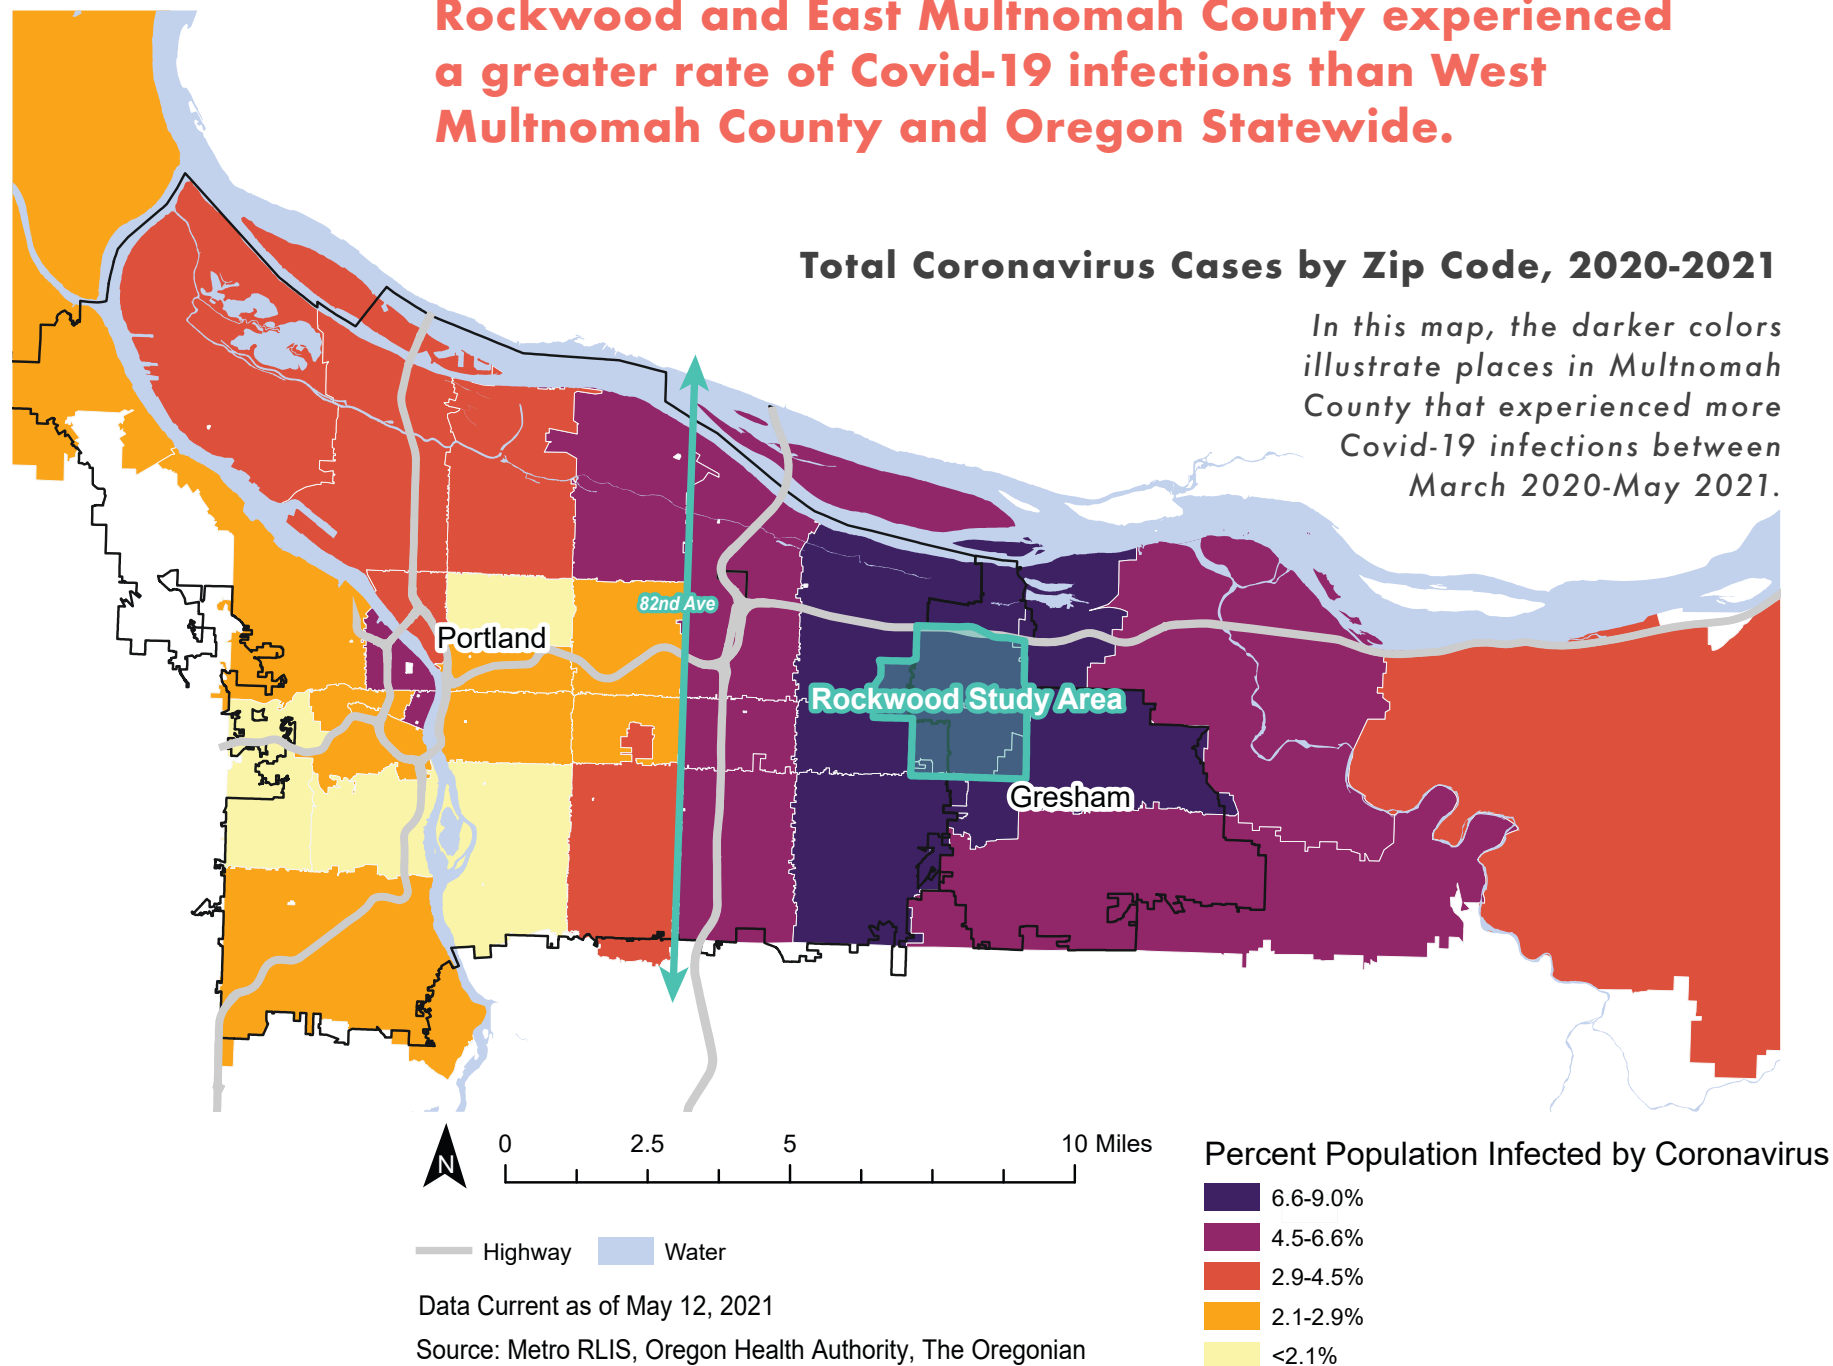 Rockwood and East Multnomah County experienced
a greater rate of Covid-19 infections than West
Multnomah County and Oregon Statewide.
Total Coronavirus Cases by Zip Code, 2020-2021
In this map, the darker colors
illustrate places in Multnomah
County that experienced more
Covid-19 infections between
March 2020-May 2021.
82nd Ave
Portland
Rockwood Study Area
Gresham
N
0 2.5 5 10 Miles
Highway Water
Data Current as of May 12, 2021
Source: Metro RLIS, Oregon Health Authority, The Oregonian
Percent Population Infected by Coronavirus
6.6-9.0%
4.5-6.6%
2.9-4.5%
2.1-2.9%
<2.1%